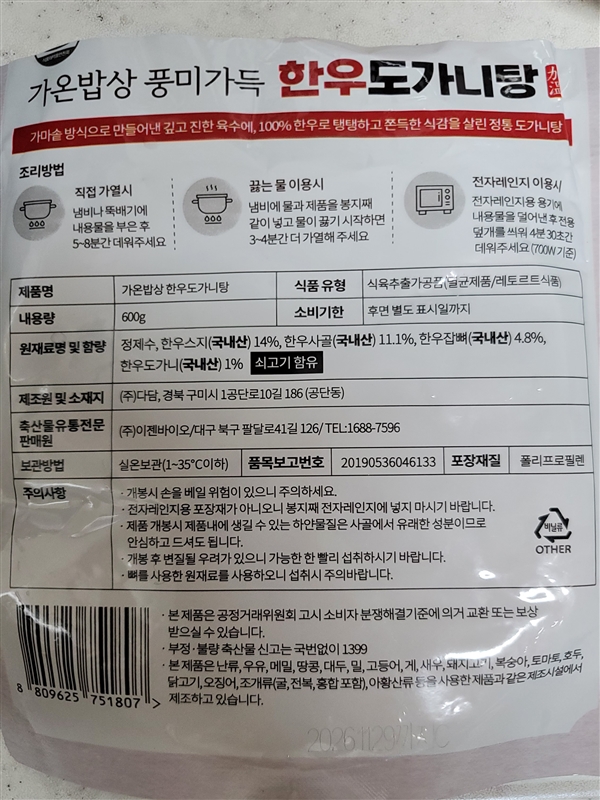 가온밥상 풍미가득 한우도가니탕
가마솥 방식으로 만들어낸 깊고 진한 육수에, 100% 한우로 탱탱하고 쫀득한 식감을 살린 정통 도가니탕
조리방법
직접 가열시
냄비나 뚝배기에
내용물을 부은 후
5~8분간 데워주세요
끓는 물 이용시
냄비에 물과 제품을 봉지째
같이 넣고 물이 끓기 시작하면
3~4분간 더 가열해 주세요
전자레인지 이용시
전자레인지용 용기에
내용물을 덜어낸 후 전용
덮개를 씌워 4분 30초간
데워주세요 (700W 기준)
제품명 가온밥상 한우도가니탕 식품 유형 식육추출가공품(멸균제품/레토르트식품)
내용량 600g 소비기한 후면 별도 표시일까지
원재료명 및 함량 정제수, 한우스지(국내산) 14%, 한우사골(국내산) 11.1%, 한우잡뼈(국내산) 4.8%,
한우도가니(국내산) 1% 쇠고기 함유
제조원 및 소재지 (주)다담, 경북 구미시 1공단로10길 186 (공단동)
축산물유통전문
판매원 (주)이젠바이오/대구 북구 팔달로41길 126/ TEL:1688-7596
보관방법 실온보관(1~35℃이하) 품목보고번호 20190536046133 포장재질 폴리프로필렌
주의사항 · 개봉시 손을 베일 위험이 있으니 주의하세요.
· 전자레인지용 포장재가 아니오니 봉지째 전자레인지에 넣지 마시기 바랍니다.
· 제품 개봉시 제품내에 생길 수 있는 하얀물질은 사골에서 유래한 성분이므로
안심하고 드셔도 됩니다.
· 개봉 후 변질될 우려가 있으니 가능한 한 빨리 섭취하시기 바랍니다.
· 뼈를 사용한 원재료를 사용하오니 섭취시 주의바랍니다.
비닐류
OTHER
· 본 제품은 공정거래위원회 고시 소비자 분쟁해결기준에 의거 교환 또는 보상
받으실 수 있습니다.
· 부정·불량 축산물 신고는 국번없이 1399
· 본 제품은 난류, 우유, 메밀, 땅콩, 대두, 밀, 고등어, 게, 새우, 돼지고기, 복숭아, 토마토, 호두,
닭고기, 오징어, 조개류(굴, 전복, 홍합 포함), 아황산류 등을 사용한 제품과 같은 제조시설에서
제조하고 있습니다.
8 809625 751807